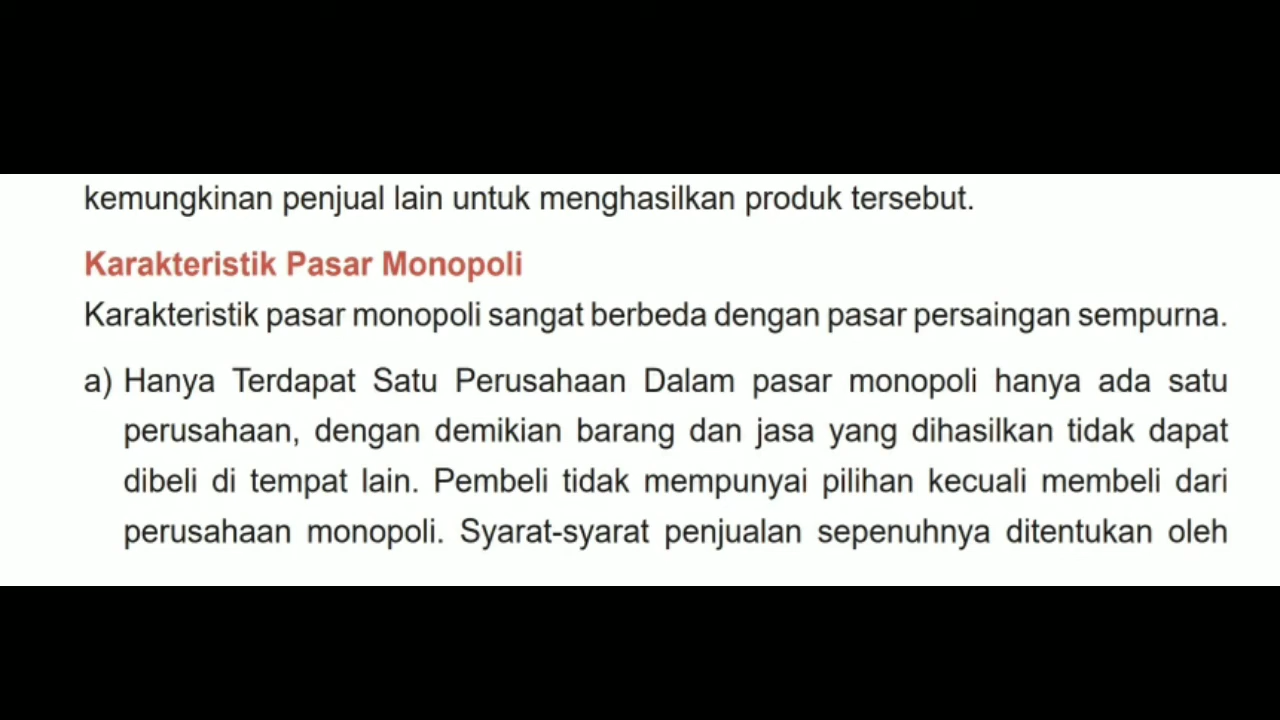 kemungkinan penjual lain untuk menghasilkan produk tersebut.
Karakteristik Pasar Monopoli
Karakteristik pasar monopoli sangat berbeda dengan pasar persaingan sempurna.
a) Hanya Terdapat Satu Perusahaan Dalam pasar monopoli hanya ada satu
perusahaan, dengan demikian barang dan jasa yang dihasilkan tidak dapat
dibeli di tempat lain. Pembeli tidak mempunyai pilihan kecuali membeli dari
perusahaan monopoli. Syarat-syarat penjualan sepenuhnya ditentukan oleh